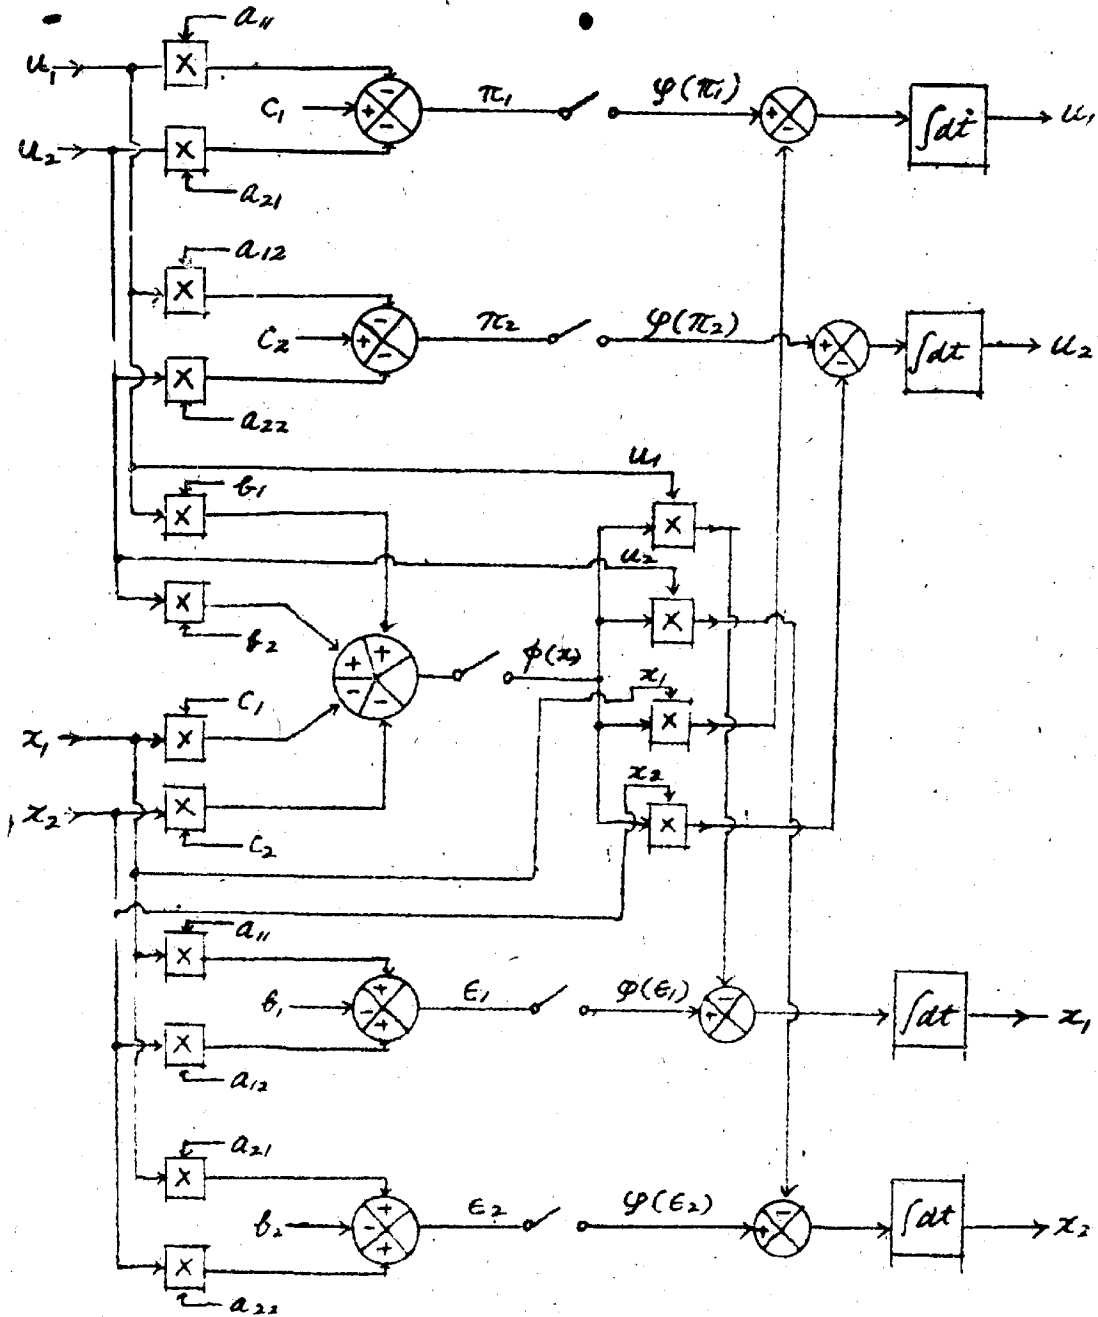 a₁₁
u₁ × − 
C₁ + − π₁ φ(π₁) + − ∫dt u₁
u₂ ×
a₂₁
a₁₂
× −
C₂ + − π₂ φ(π₂) + − ∫dt u₂
×
a₂₂
u₁
b₁
× ×
u₂
× ×
b₂
+ + − − ϕ(x)
C₁ x₁
x₁ × ×
x₂
x₂ × ×
C₂
a₁₁
× +
b₁ − + ϵ₁ φ(ϵ₁) + − ∫dt x₁
×
a₁₂
a₂₁
× +
b₂ − + ϵ₂ φ(ϵ₂) + − ∫dt x₂
×
a₂₂